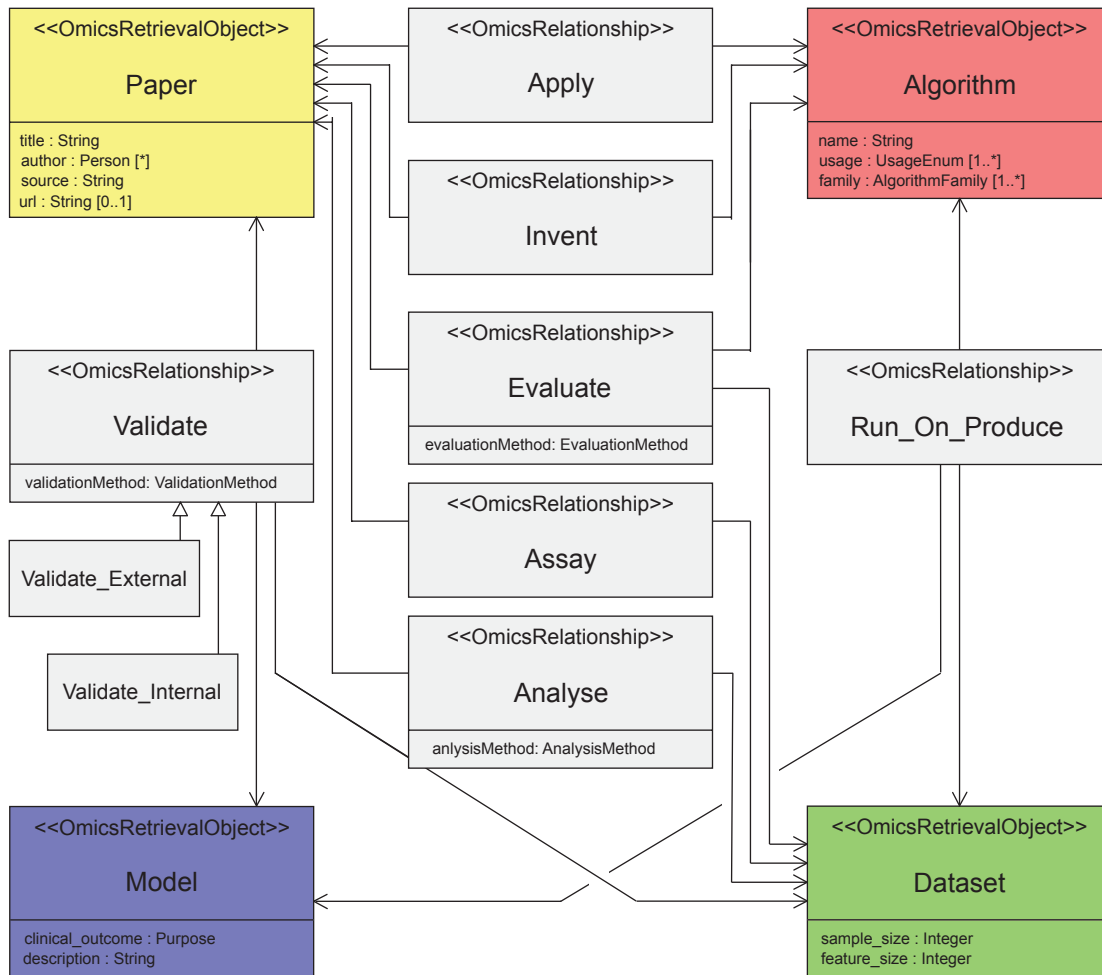 <<OmicsRetrievalObject>>
Paper
title : String
author : Person [*]
source : String
url : String [0..1]
<<OmicsRelationship>>
Apply
<<OmicsRetrievalObject>>
Algorithm
name : String
usage : UsageEnum [1..*]
family : AlgorithmFamily [1..*]
<<OmicsRelationship>>
Invent
<<OmicsRelationship>>
Validate
validationMethod: ValidationMethod
<<OmicsRelationship>>
Evaluate
evaluationMethod: EvaluationMethod
<<OmicsRelationship>>
Run_On_Produce
Validate_External
<<OmicsRelationship>>
Assay
Validate_Internal
<<OmicsRelationship>>
Analyse
anlysisMethod: AnalysisMethod
<<OmicsRetrievalObject>>
Model
clinical_outcome : Purpose
description : String
<<OmicsRetrievalObject>>
Dataset
sample_size : Integer
feature_size : Integer